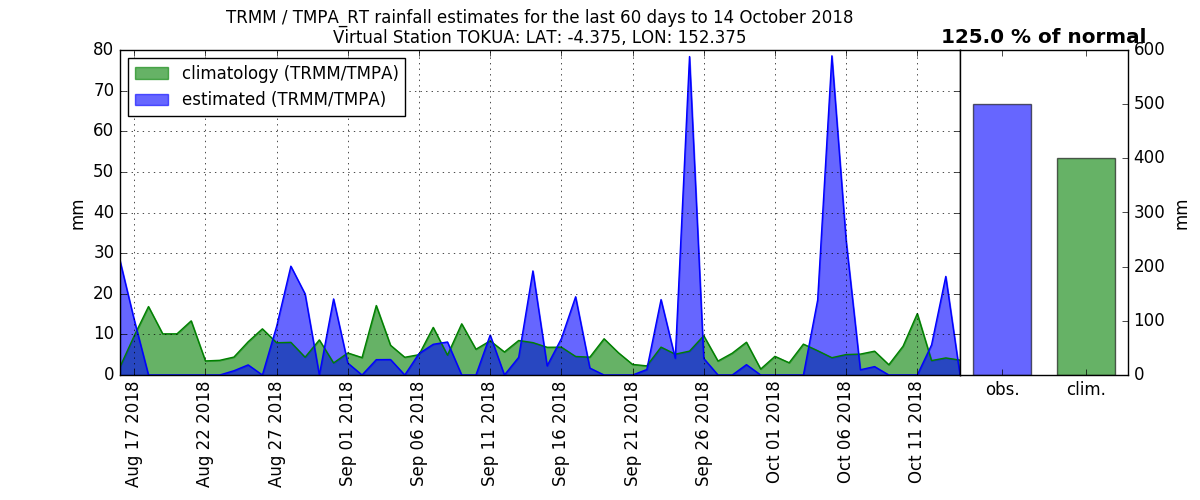 TRMM / TMPA_RT rainfall estimates for the last 60 days to 14 October 2018
Virtual Station TOKUA: LAT: -4.375, LON: 152.375
125.0 % of normal
climatology (TRMM/TMPA)
estimated (TRMM/TMPA)
80
70
60
50
40
30
20
10
0
mm
600
500
400
300
200
100
0
mm
Aug 17 2018
Aug 22 2018
Aug 27 2018
Sep 01 2018
Sep 06 2018
Sep 11 2018
Sep 16 2018
Sep 21 2018
Sep 26 2018
Oct 01 2018
Oct 06 2018
Oct 11 2018
obs.
clim.